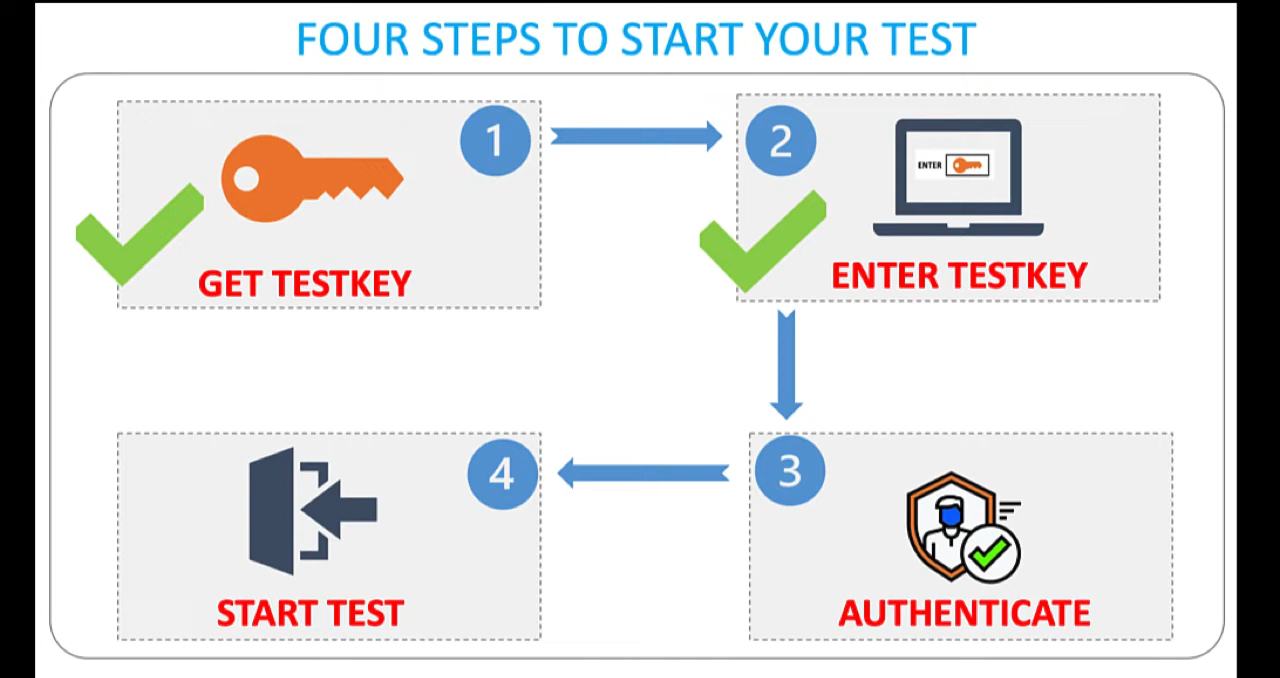 FOUR STEPS TO START YOUR TEST
1
GET TESTKEY
2
ENTER
ENTER TESTKEY
3
AUTHENTICATE
4
START TEST